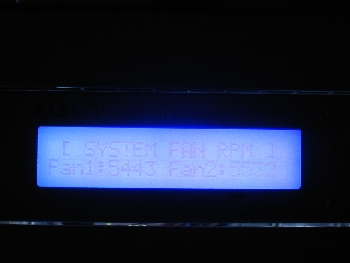 [ SYSTEM FAN RPM ]
Fan1:5443 Fan2: